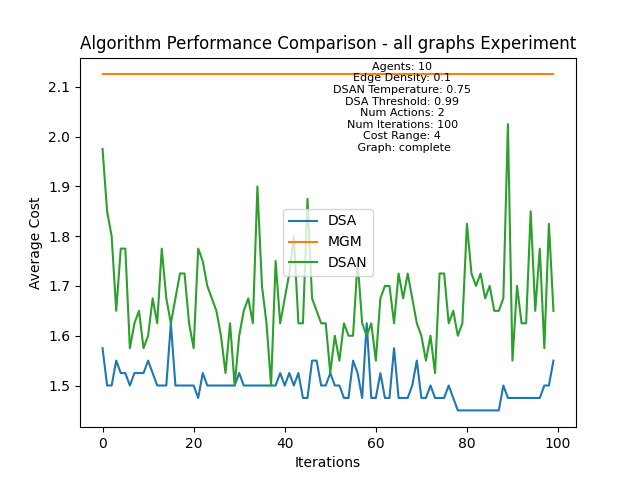 Algorithm Performance Comparison - all graphs Experiment
Agents: 10
Edge Density: 0.1
DSAN Temperature: 0.75
DSA Threshold: 0.99
Num Actions: 2
Num Iterations: 100
Cost Range: 4
Graph: complete
2.1
2.0
1.9
1.8
1.7
1.6
1.5
Average Cost
DSA
MGM
DSAN
0 20 40 60 80 100
Iterations